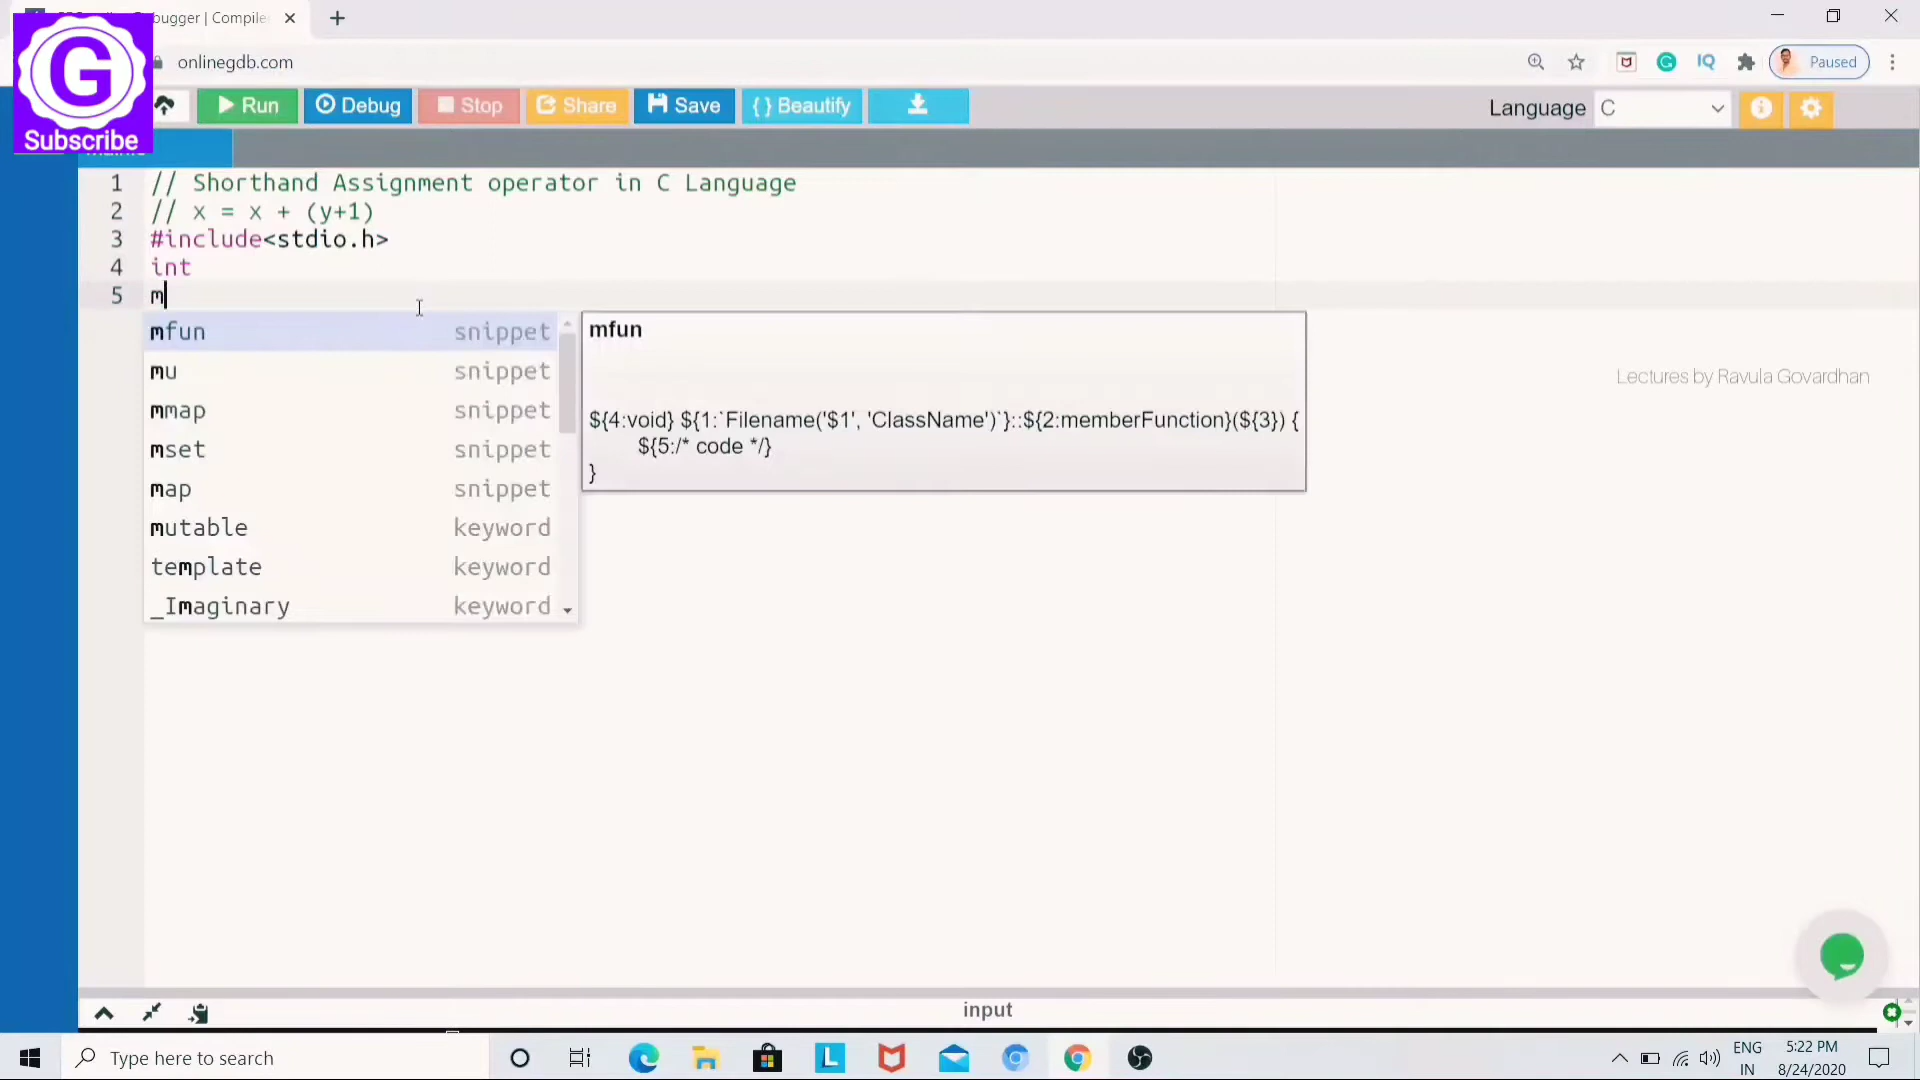 bugger | Compile
onlinegdb.com
Paused
G
Subscribe
Run
Debug
Stop
Share
Save
{ } Beautify
Language
C
1 // Shorthand Assignment operator in C Language
2 // x = x + (y+1)
3 #include<stdio.h>
4 int
5 m
mfun snippet
mu snippet
mmap snippet
mset snippet
map snippet
mutable keyword
template keyword
_Imaginary keyword
mfun
${4:void} ${1:`Filename('$1', 'ClassName')`}::${2:memberFunction}(${3}) {
${5:/* code */}
}
Lectures by Ravula Govardhan
input
Type here to search
ENG
IN
5:22 PM
8/24/2020